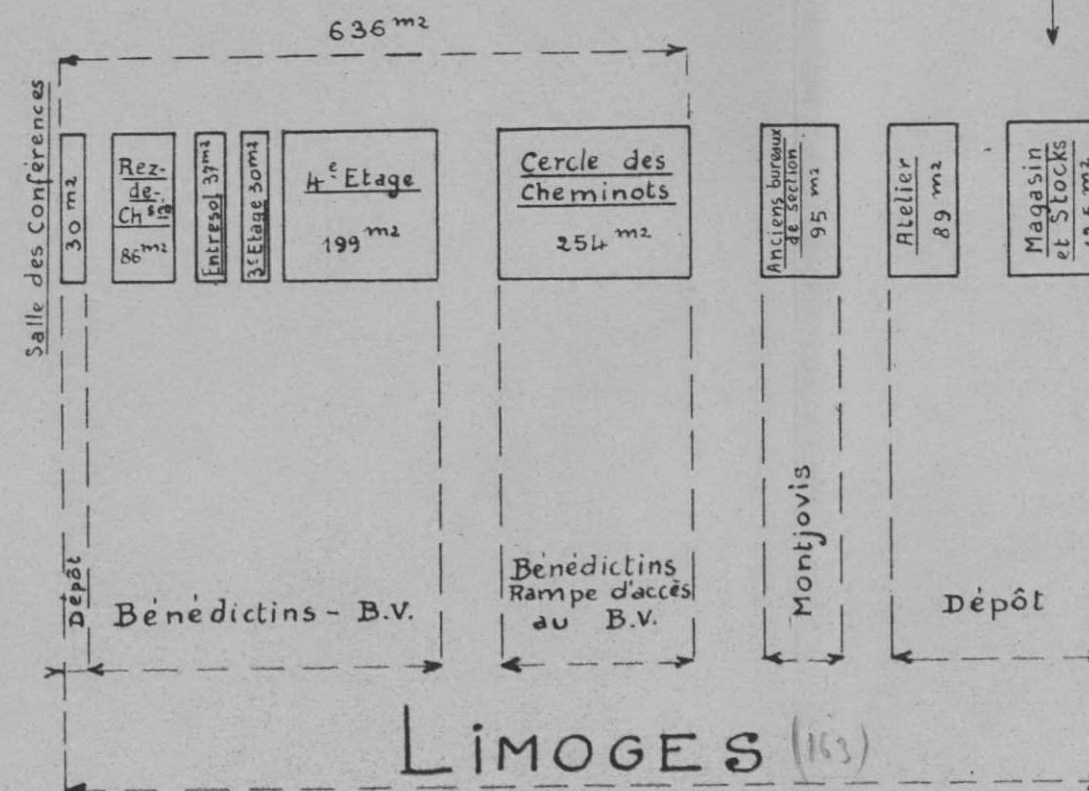 636 m2
Salle des Conférences
30 m2
Rez-
de-
Ch
86 m2
Entresol 37 m2
3e Etage 30 m2
4e Etage
199 m2
Cercle des
Cheminots
254 m2
Anciens bureaux
de section
95 m2
Atelier
89 m2
Magasin
et Stocks
Dépôt
Bénédictins - B.V.
Bénédictins
Rampe d'accès
au B.V.
Montjovis
Dépôt
LIMOGES (163)